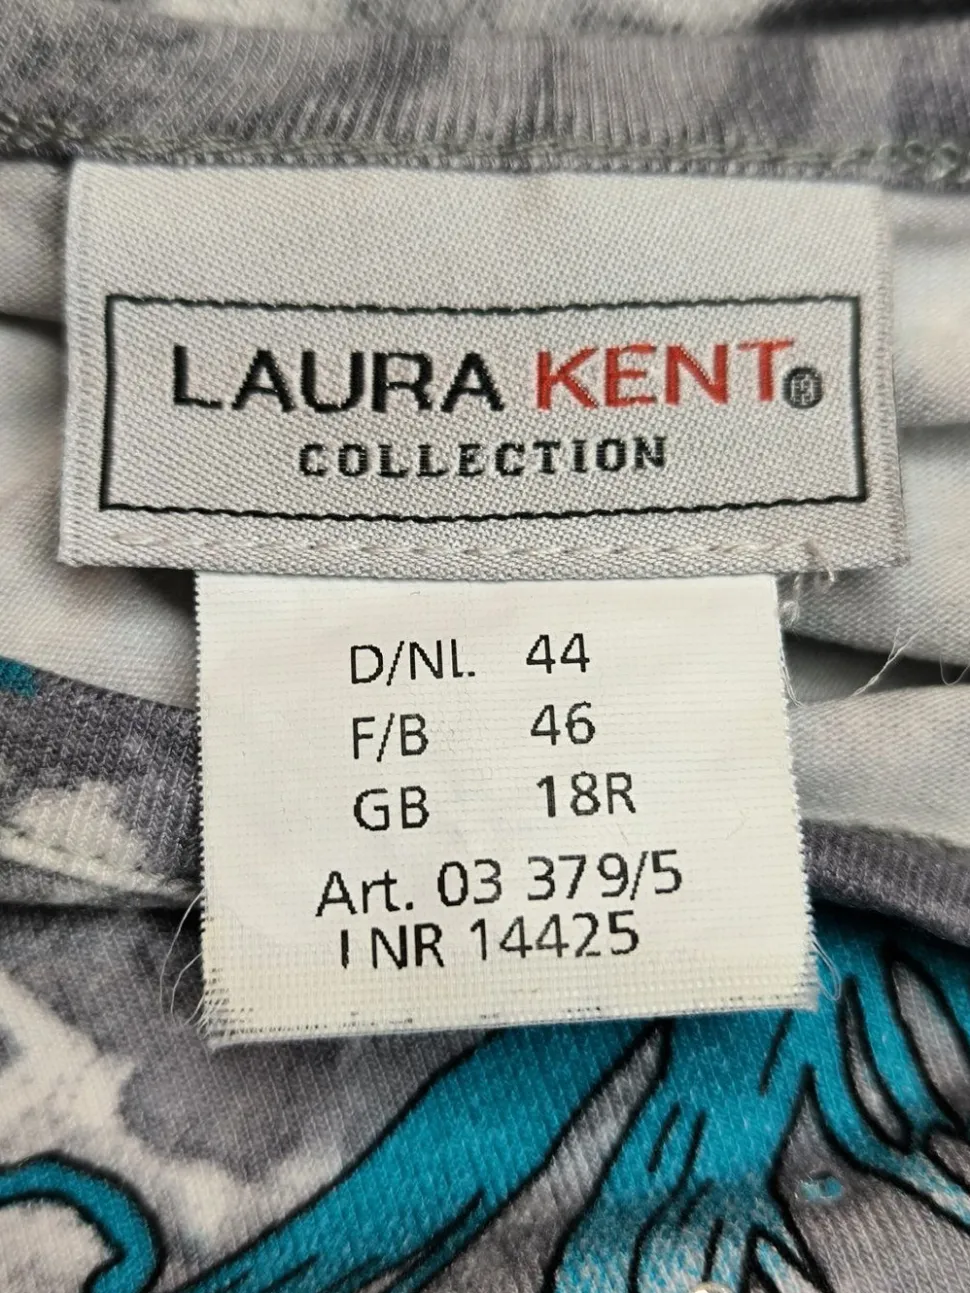 LAURA KENT®
COLLECTION
D/NL 44
F/B 46
GB 18R
Art. 03 379/5
I NR 14425